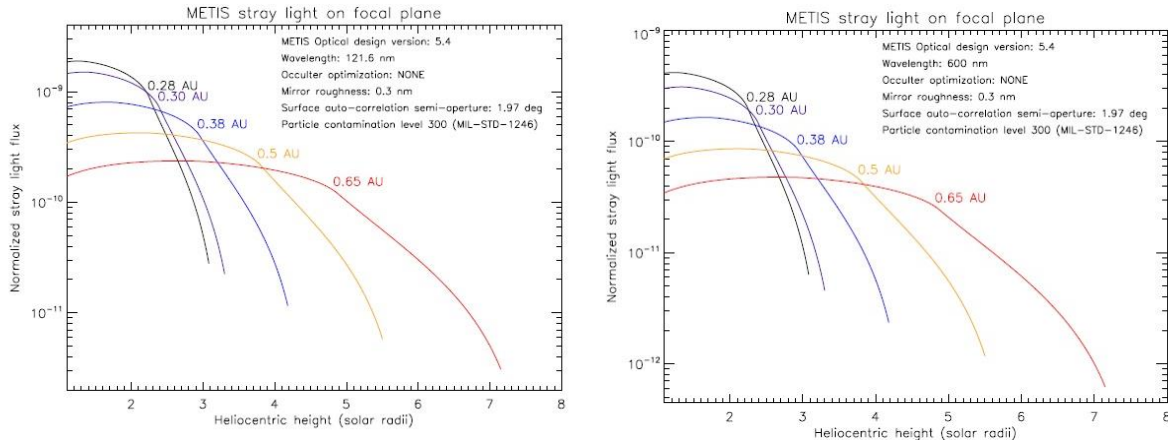 METIS stray light on focal plane
METIS Optical design version: 5.4
Wavelength: 121.6 nm
Occulter optimization: NONE
Mirror roughness: 0.3 nm
Surface auto-correlation semi-aperture: 1.97 deg
Particle contamination level 300 (MIL-STD-1246)
0.28 AU
0.30 AU
0.38 AU
0.5 AU
0.65 AU
Normalized stray light flux
10⁻⁹
10⁻¹⁰
10⁻¹¹
2 3 4 5 6 7 8
Heliocentric height (solar radii)
METIS stray light on focal plane
METIS Optical design version: 5.4
Wavelength: 600 nm
Occulter optimization: NONE
Mirror roughness: 0.3 nm
Surface auto-correlation semi-aperture: 1.97 deg
Particle contamination level 300 (MIL-STD-1246)
0.28 AU
0.30 AU
0.38 AU
0.5 AU
0.65 AU
Normalized stray light flux
10⁻⁹
10⁻¹⁰
10⁻¹¹
10⁻¹²
2 3 4 5 6 7 8
Heliocentric height (solar radii)